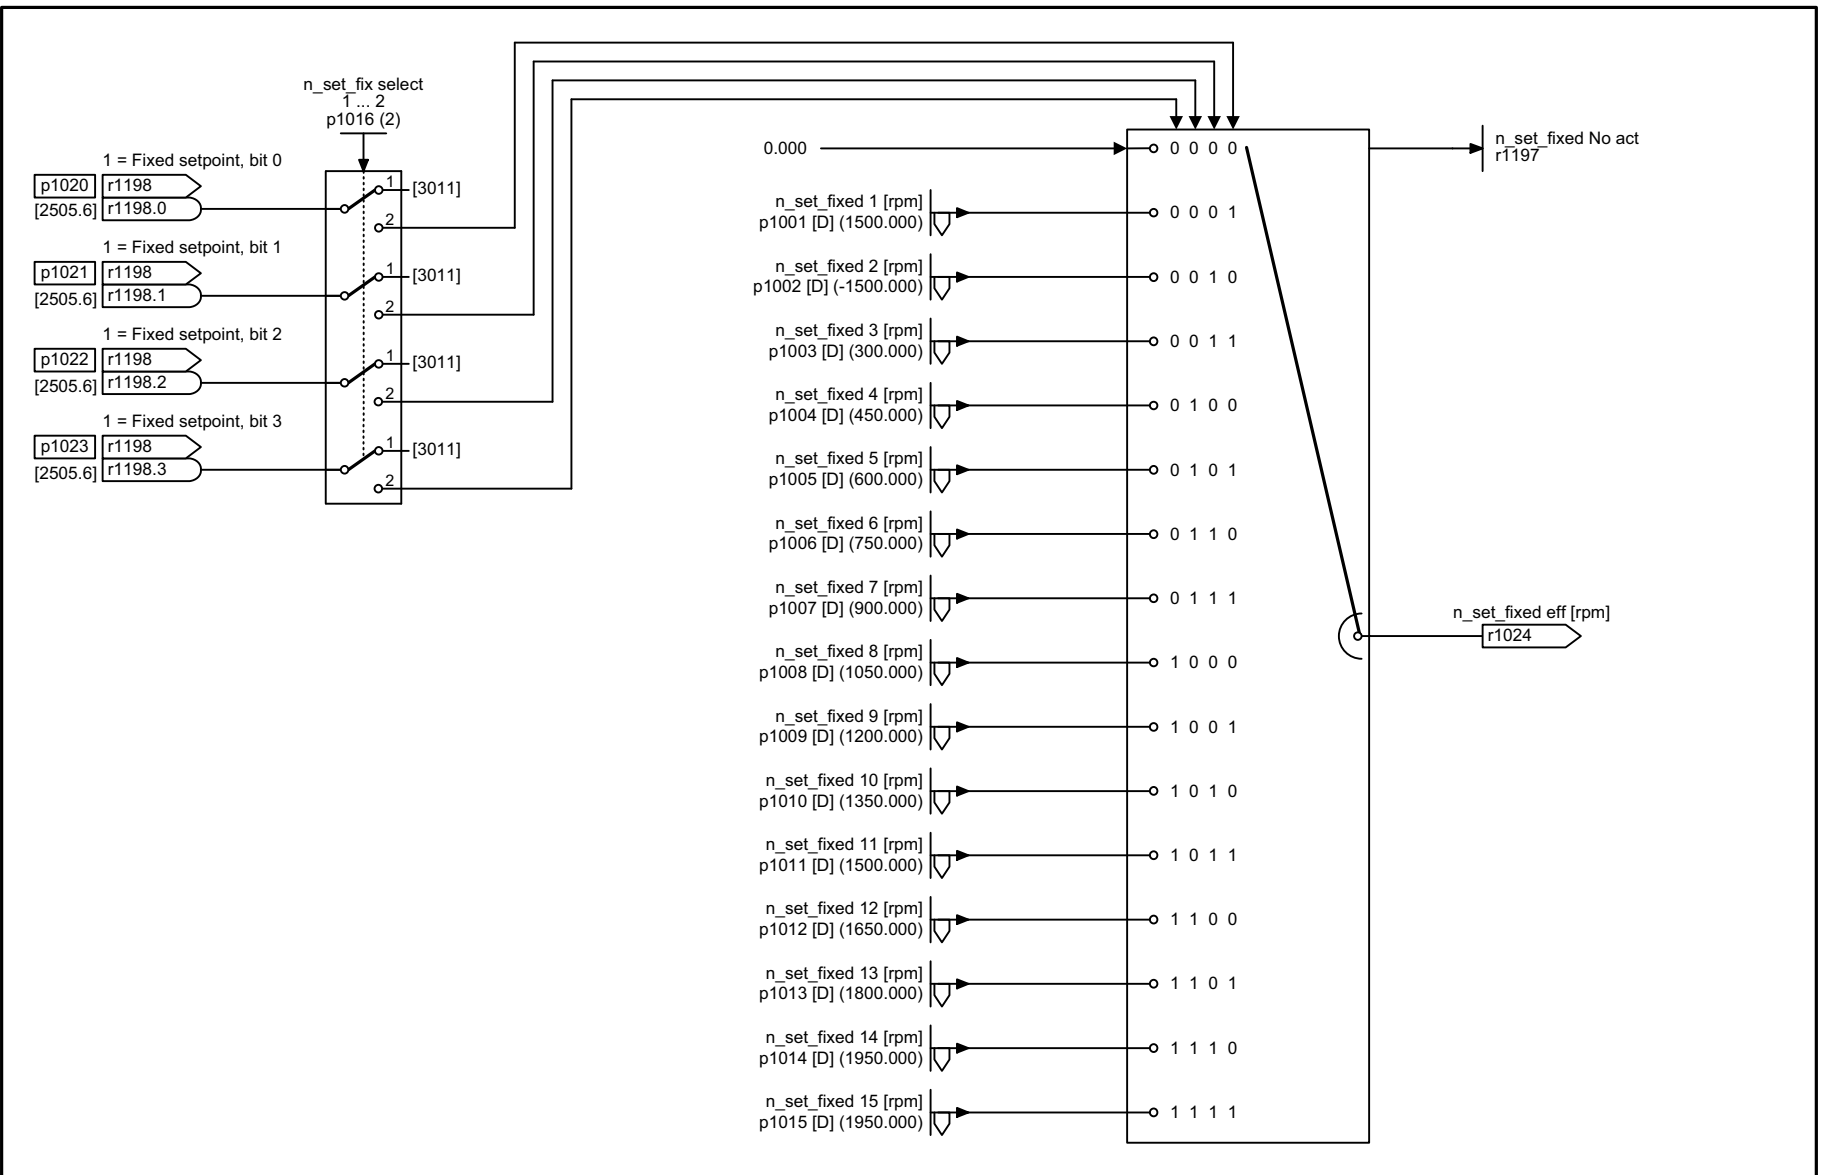 n_set_fix select
1 ... 2
p1016 (2)
1 = Fixed setpoint, bit 0
p1020 r1198
[2505.6] r1198.0
1 [3011]
2
1 = Fixed setpoint, bit 1
p1021 r1198
[2505.6] r1198.1
1 [3011]
2
1 = Fixed setpoint, bit 2
p1022 r1198
[2505.6] r1198.2
1 [3011]
2
1 = Fixed setpoint, bit 3
p1023 r1198
[2505.6] r1198.3
1 [3011]
2
0.000 0 0 0 0
n_set_fixed 1 [rpm]
p1001 [D] (1500.000) 0 0 0 1
n_set_fixed 2 [rpm]
p1002 [D] (-1500.000) 0 0 1 0
n_set_fixed 3 [rpm]
p1003 [D] (300.000) 0 0 1 1
n_set_fixed 4 [rpm]
p1004 [D] (450.000) 0 1 0 0
n_set_fixed 5 [rpm]
p1005 [D] (600.000) 0 1 0 1
n_set_fixed 6 [rpm]
p1006 [D] (750.000) 0 1 1 0
n_set_fixed 7 [rpm]
p1007 [D] (900.000) 0 1 1 1
n_set_fixed 8 [rpm]
p1008 [D] (1050.000) 1 0 0 0
n_set_fixed 9 [rpm]
p1009 [D] (1200.000) 1 0 0 1
n_set_fixed 10 [rpm]
p1010 [D] (1350.000) 1 0 1 0
n_set_fixed 11 [rpm]
p1011 [D] (1500.000) 1 0 1 1
n_set_fixed 12 [rpm]
p1012 [D] (1650.000) 1 1 0 0
n_set_fixed 13 [rpm]
p1013 [D] (1800.000) 1 1 0 1
n_set_fixed 14 [rpm]
p1014 [D] (1950.000) 1 1 1 0
n_set_fixed 15 [rpm]
p1015 [D] (1950.000) 1 1 1 1
n_set_fixed No act
r1197
n_set_fixed eff [rpm]
r1024